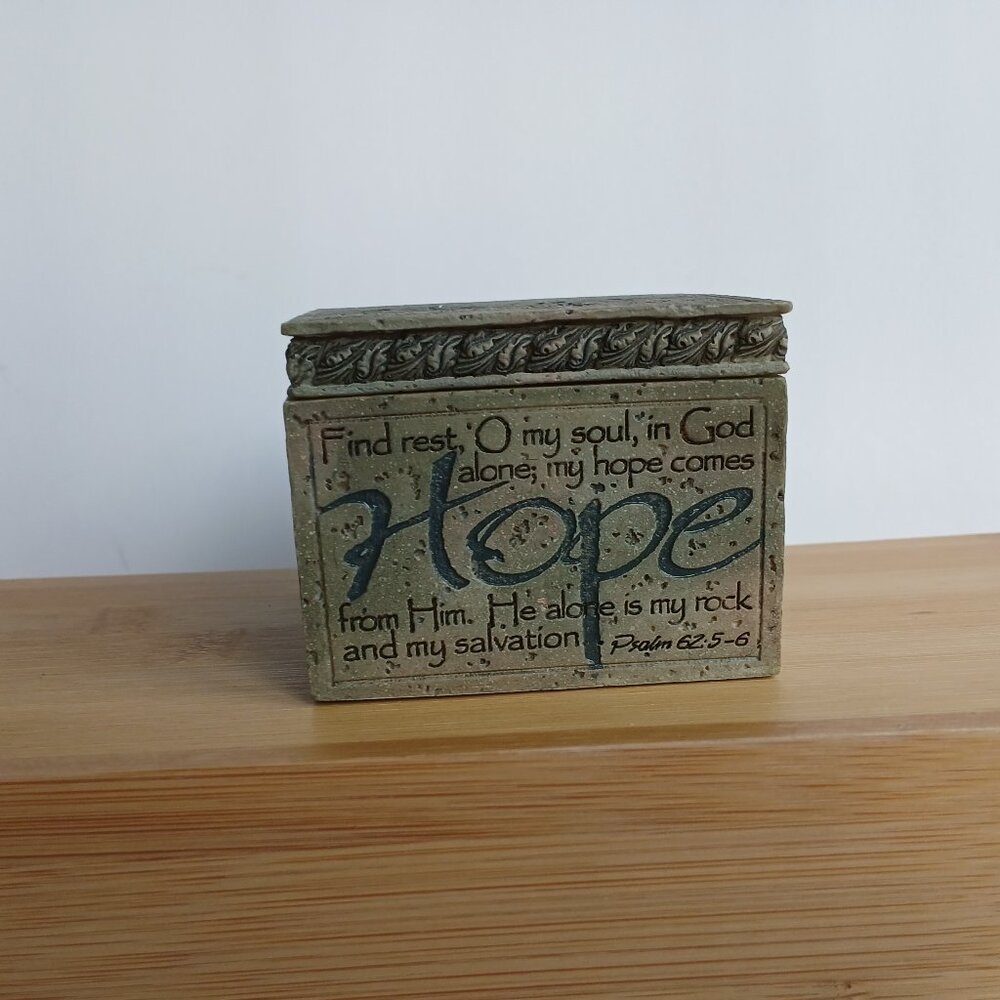 Find rest, O my soul, in God
alone; my hope comes
Hope
from Him. He alone is my rock
and my salvation. Psalm 62:5-6